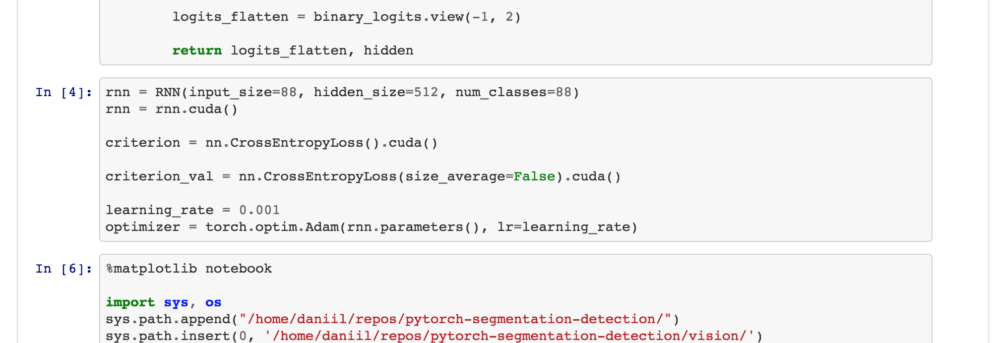 logits_flatten = binary_logits.view(-1, 2)
return logits_flatten, hidden
In [4]: rnn = RNN(input_size=88, hidden_size=512, num_classes=88)
rnn = rnn.cuda()
criterion = nn.CrossEntropyLoss().cuda()
criterion_val = nn.CrossEntropyLoss(size_average=False).cuda()
learning_rate = 0.001
optimizer = torch.optim.Adam(rnn.parameters(), lr=learning_rate)
In [6]: %matplotlib notebook
import sys, os
sys.path.append("/home/daniil/repos/pytorch-segmentation-detection/")
sys.path.insert(0, '/home/daniil/repos/pytorch-segmentation-detection/vision/')